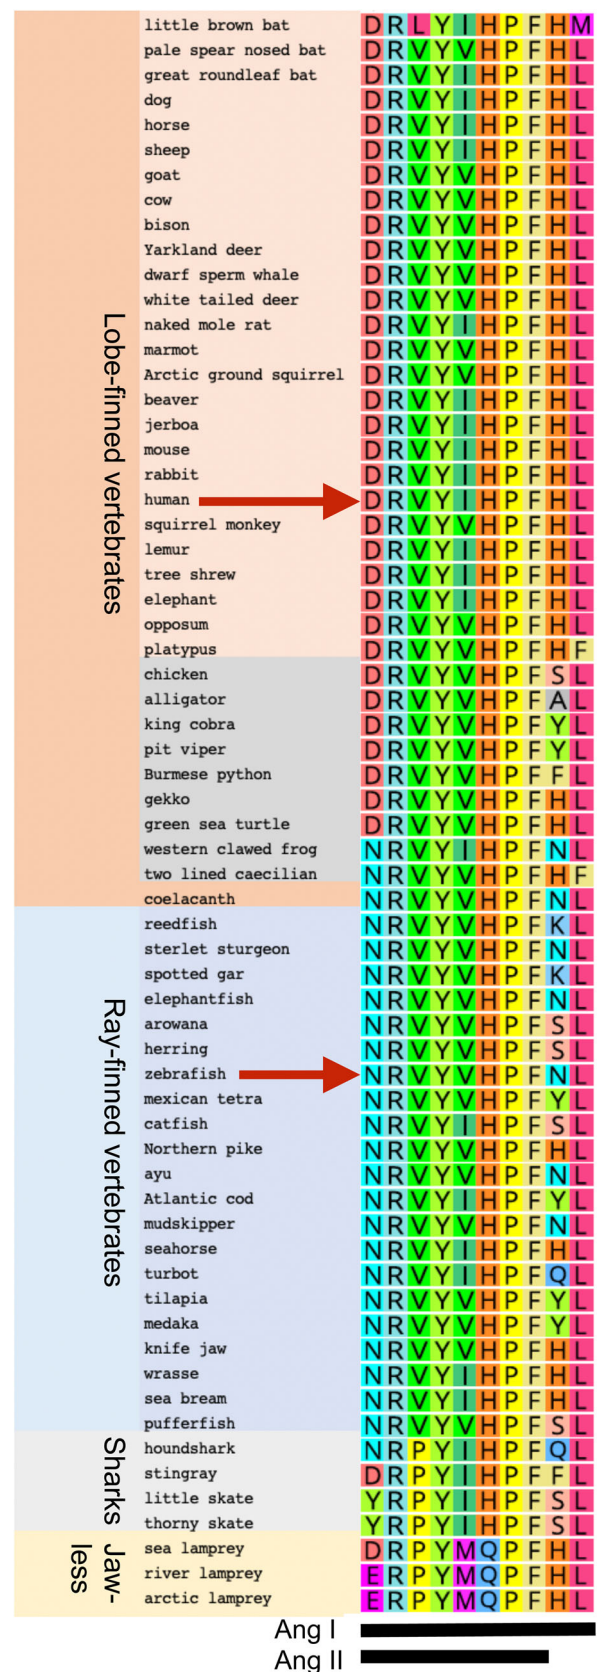 little brown bat DRLYIHPFHM
pale spear nosed bat DRVYVHPFHL
great roundleaf bat DRVYIHPFHL
dog DRVYIHPFHL
horse DRVYIHPFHL
sheep DRVYIHPFHL
goat DRVYVHPFHL
cow DRVYVHPFHL
bison DRVYVHPFHL
Yarkland deer DRVYVHPFHL
dwarf sperm whale DRVYVHPFHL
white tailed deer DRVYVHPFHL
naked mole rat DRVYIHPFHL
marmot DRVYVHPFHL
Arctic ground squirrel DRVYVHPFHL
beaver DRVYIHPFHL
jerboa DRVYIHPFHL
mouse DRVYIHPFHL
rabbit DRVYIHPFHL
human DRVYIHPFHL
squirrel monkey DRVYVHPFHL
lemur DRVYIHPFHL
tree shrew DRVYIHPFHL
elephant DRVYIHPFHL
opposum DRVYVHPFHL
platypus DRVYVHPFHF
chicken DRVYVHPFSL
alligator DRVYVHPFAL
king cobra DRVYVHPFYL
pit viper DRVYVHPFYL
Burmese python DRVYVHPFFL
gekko DRVYVHPFHL
green sea turtle DRVYVHPFHL
western clawed frog NRVYIHPFNL
two lined caecilian NRVYVHPFHF
coelacanth NRVYVHPFNL
Lobe-finned vertebrates
reedfish NRVYVHPFKL
sterlet sturgeon NRVYVHPFNL
spotted gar NRVYVHPFKL
elephantfish NRVYVHPFNL
arowana NRVYVHPFSL
herring NRVYVHPFSL
zebrafish NRVYVHPFNL
mexican tetra NRVYVHPFYL
catfish NRVYIHPFSL
Northern pike NRVYVHPFHL
ayu NRVYVHPFNL
Atlantic cod NRVYIHPFYL
mudskipper NRVYVHPFNL
seahorse NRVYIHPFHL
turbot NRVYIHPFQL
tilapia NRVYVHPFYL
medaka NRVYVHPFYL
knife jaw NRVYVHPFHL
wrasse NRVYIHPFHL
sea bream NRVYIHPFHL
pufferfish NRVYVHPFSL
Ray-finned vertebrates
houndshark NRPYIHPFQL
stingray DRPYIHPFFL
little skate YRPYIHPFSL
thorny skate YRPYIHPFSL
Sharks
sea lamprey DRPYMQPFHL
river lamprey ERPYMQPFHL
arctic lamprey ERPYMQPFHL
Jaw-
less
Ang I
Ang II